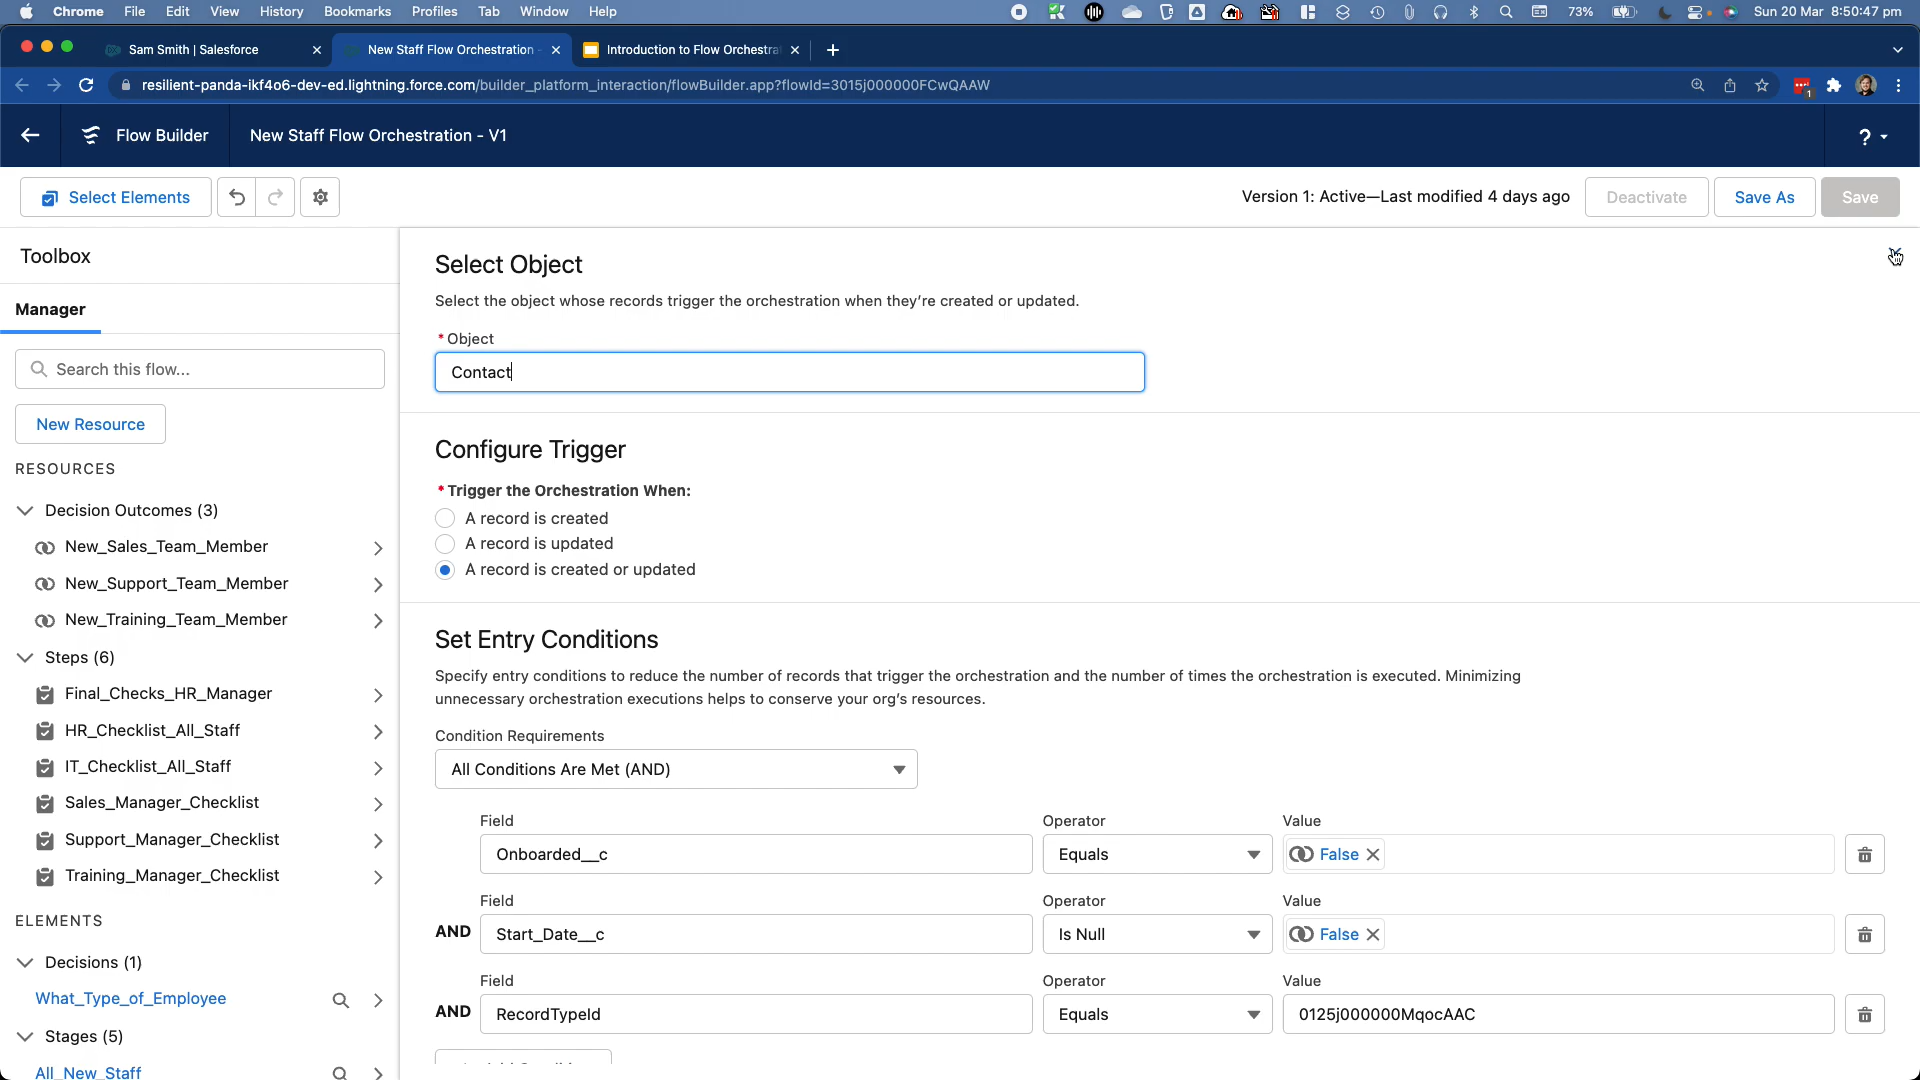 Chrome File Edit View History Bookmarks Profiles Tab Window Help 73% Sun 20 Mar 8:50:47 pm
Sam Smith | Salesforce New Staff Flow Orchestration - Introduction to Flow Orchestra
resilient-panda-ikf4o6-dev-ed.lightning.force.com/builder_platform_interaction/flowBuilder.app?flowId=3015j000000FCwQAAW 1
Flow Builder New Staff Flow Orchestration - V1 ?
Select Elements Version 1: Active—Last modified 4 days ago Deactivate Save As Save
Toolbox
Manager
Search this flow...
New Resource
RESOURCES
Decision Outcomes (3)
New_Sales_Team_Member
New_Support_Team_Member
New_Training_Team_Member
Steps (6)
Final_Checks_HR_Manager
HR_Checklist_All_Staff
IT_Checklist_All_Staff
Sales_Manager_Checklist
Support_Manager_Checklist
Training_Manager_Checklist
ELEMENTS
Decisions (1)
What_Type_of_Employee
Stages (5)
All_New_Staff
Select Object
Select the object whose records trigger the orchestration when they're created or updated.
* Object
Contact
Configure Trigger
* Trigger the Orchestration When:
A record is created
A record is updated
A record is created or updated
Set Entry Conditions
Specify entry conditions to reduce the number of records that trigger the orchestration and the number of times the orchestration is executed. Minimizing
unnecessary orchestration executions helps to conserve your org's resources.
Condition Requirements
All Conditions Are Met (AND)
Field Operator Value
Onboarded__c Equals False
Field Operator Value
AND Start_Date__c Is Null False
Field Operator Value
AND RecordTypeId Equals 0125j000000MqocAAC